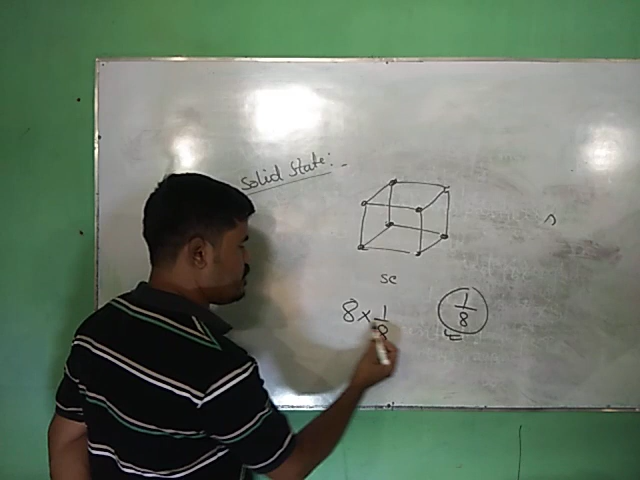 Solid State:-
sc
8 × 1/8
1/8